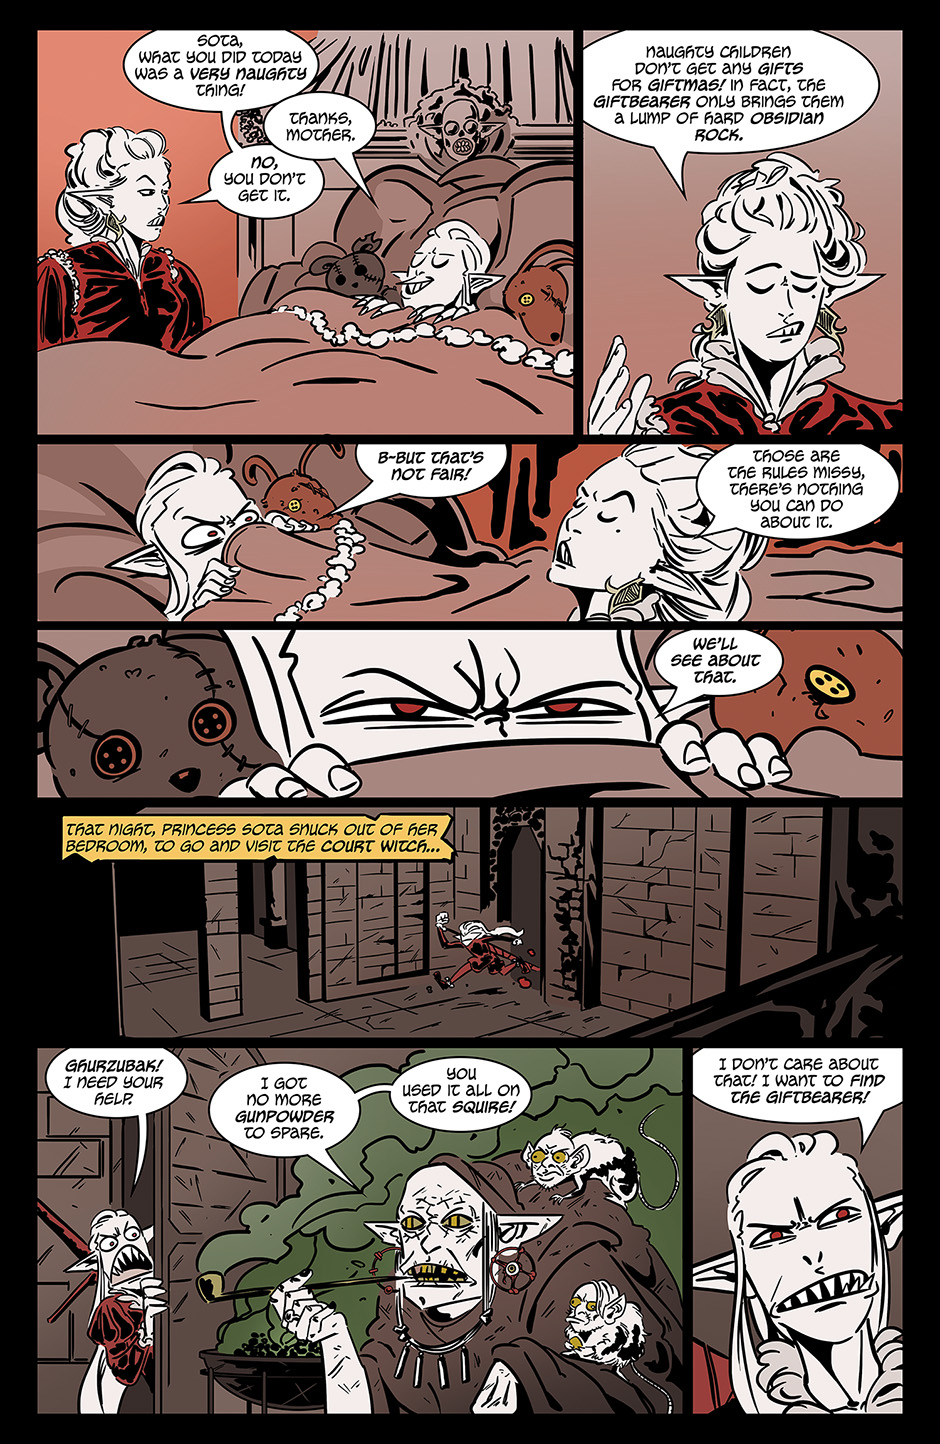 SOTA,
WHAT YOU DID TODAY
WAS A VERY NAUGHTY
THING!
THANKS,
MOTHER.
NO,
YOU DON'T
GET IT.
NAUGHTY CHILDREN
DON'T GET ANY GIFTS
FOR GIFTMAS! IN FACT, THE
GIFTBEARER ONLY BRINGS THEM
A LUMP OF HARD OBSIDIAN
ROCK.
B-BUT THAT'S
NOT FAIR!
THOSE ARE
THE RULES MISSY,
THERE'S NOTHING
YOU CAN DO
ABOUT IT.
WE'LL
SEE ABOUT
THAT.
THAT NIGHT, PRINCESS SOTA SNUCK OUT OF HER
BEDROOM, TO GO AND VISIT THE COURT WITCH...
GHURZUBAK!
I NEED YOUR
HELP.
I GOT
NO MORE
GUNPOWDER
TO SPARE.
YOU
USED IT ALL ON
THAT SQUIRE!
I DON'T CARE ABOUT
THAT! I WANT TO FIND
THE GIFTBEARER!